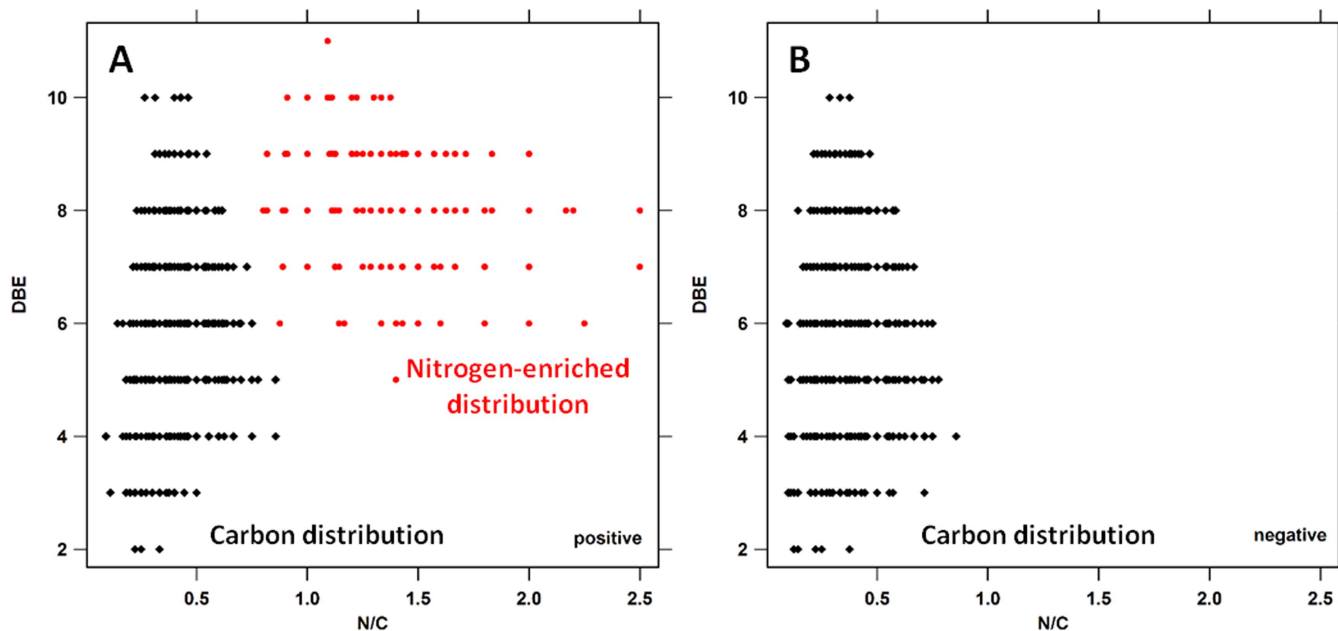 A
10
8
6
4
2
DBE
Nitrogen-enriched
distribution
Carbon distribution
positive
0.5 1.0 1.5 2.0 2.5
N/C
B
10
8
6
4
2
DBE
Carbon distribution
negative
0.5 1.0 1.5 2.0 2.5
N/C